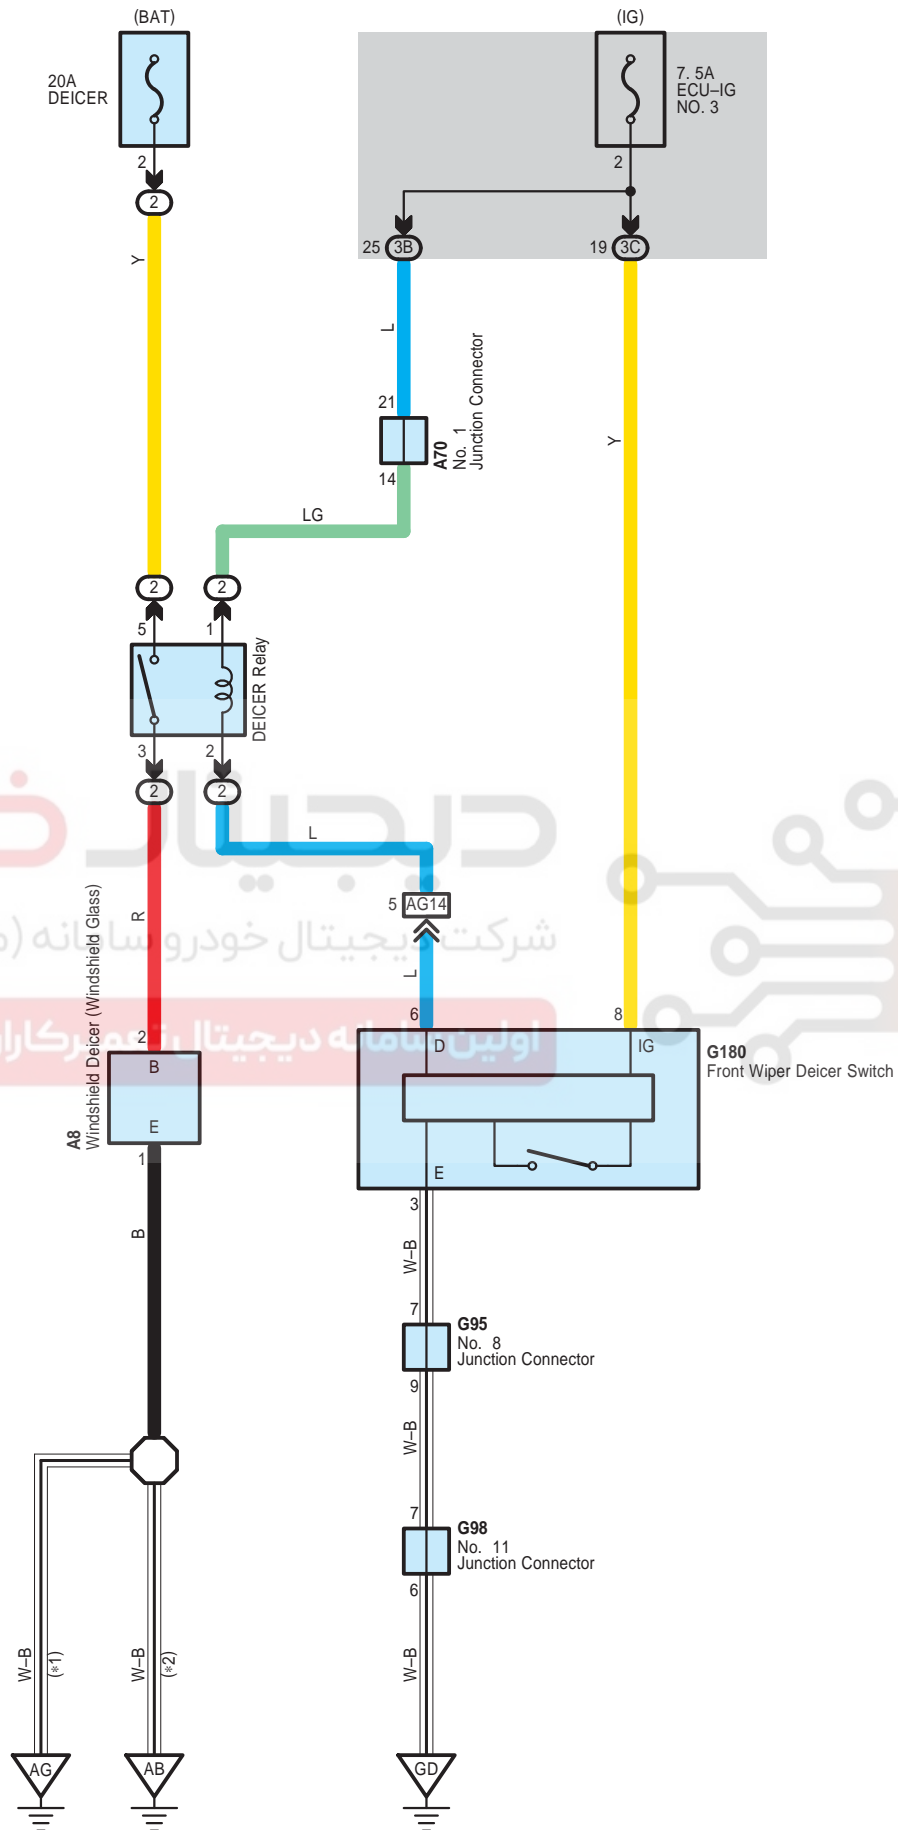 (BAT)
(IG)
20A
DEICER
7. 5A
ECU–IG
NO. 3
2
2
2
25
3B
19
3C
Y
L
Y
21
A70
No. 1
Junction Connector
14
LG
2
2
5
1
DEICER Relay
3
2
2
2
L
دیجیتال خ
R
5
AG14
شرکت دیجیتال خودرو سامانه (م
L
اولین سامانه دیجیتال تعمیرکاران
2
6
8
B
E
A8
Windshield Deicer (Windshield Glass)
D
IG
G180
Front Wiper Deicer Switch
E
1
3
B
W–B
7
G95
No. 8
Junction Connector
9
W–B
7
G98
No. 11
Junction Connector
6
W–B
(*1)
W–B
(*2)
W–B
AG
AB
GD